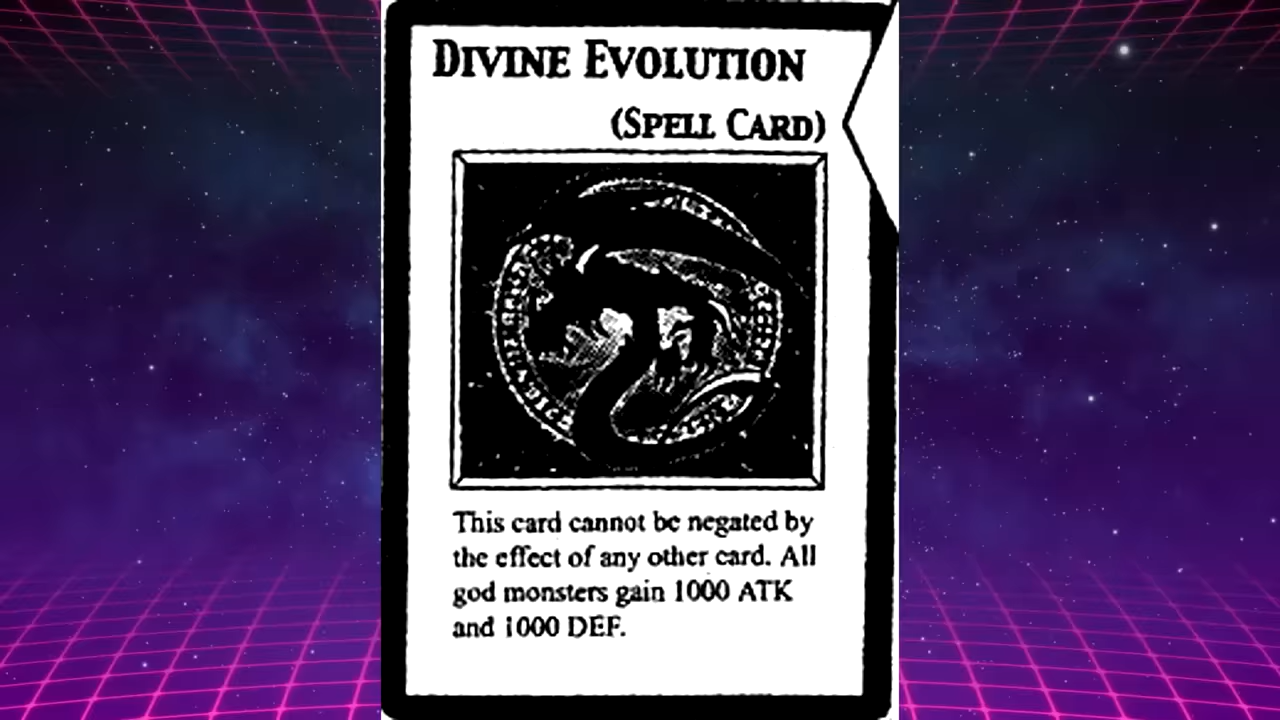 DIVINE EVOLUTION
(SPELL CARD)
This card cannot be negated by
the effect of any other card. All
god monsters gain 1000 ATK
and 1000 DEF.